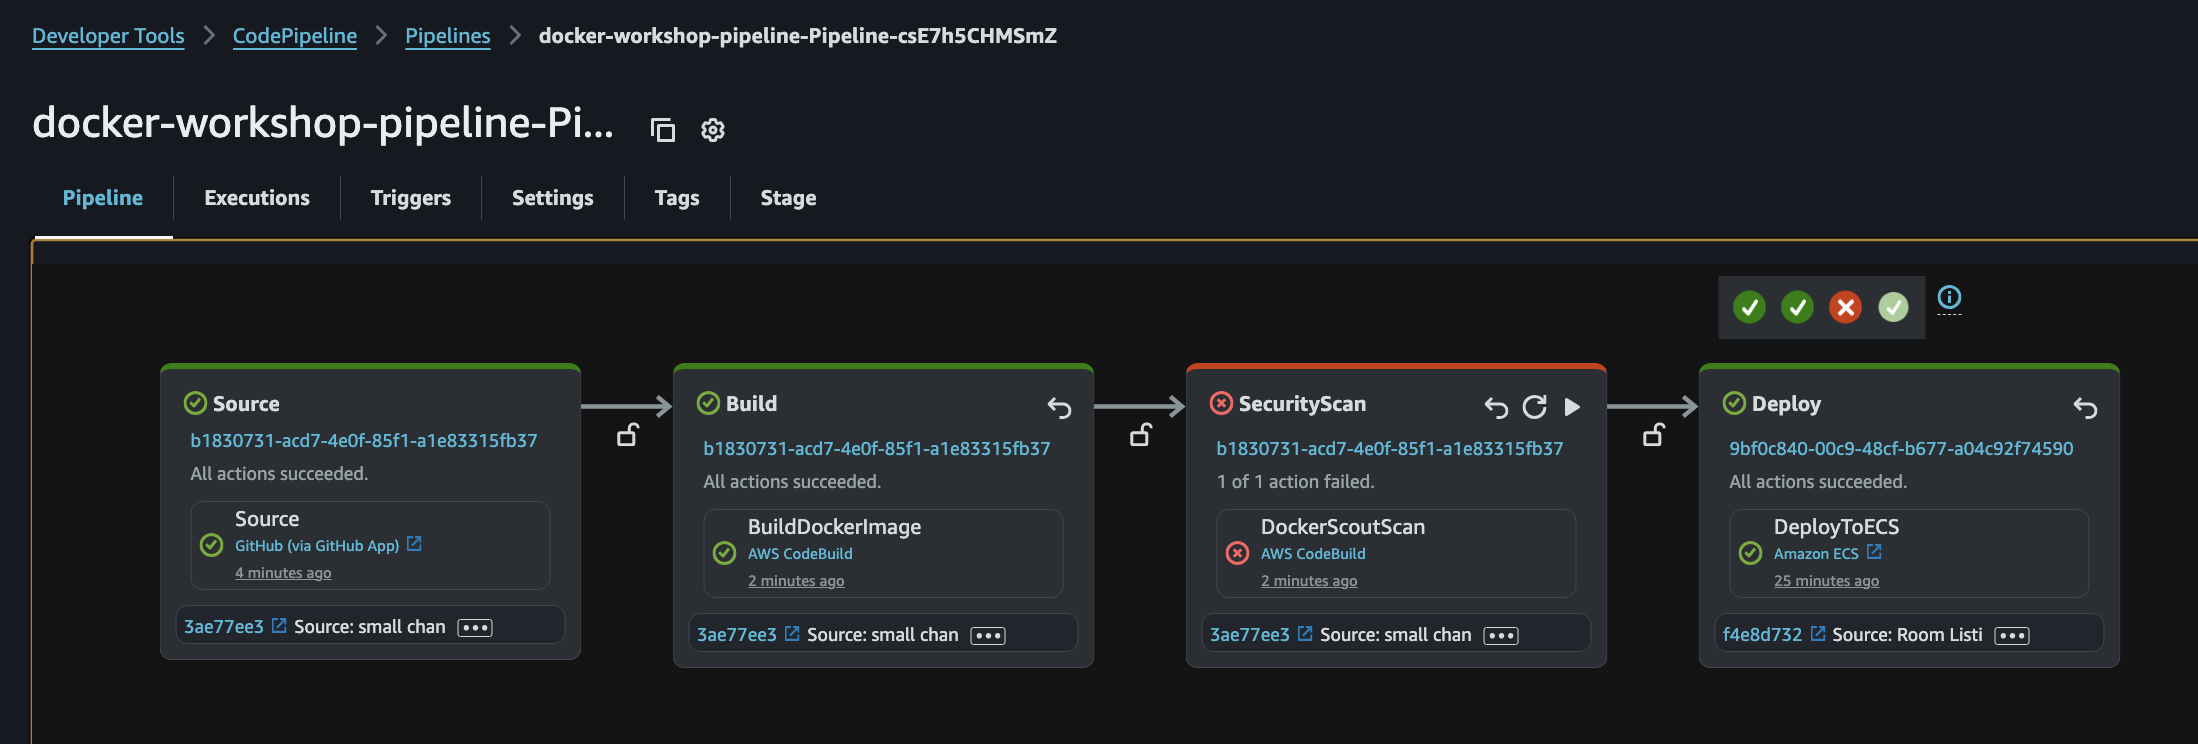 Developer Tools > CodePipeline > Pipelines > docker-workshop-pipeline-Pipeline-csE7h5CHMSmZ
docker-workshop-pipeline-Pi...
Pipeline
Executions
Triggers
Settings
Tags
Stage
Source
b1830731-acd7-4e0f-85f1-a1e83315fb37
All actions succeeded.
Source
GitHub (via GitHub App)
4 minutes ago
3ae77ee3 Source: small chan
Build
b1830731-acd7-4e0f-85f1-a1e83315fb37
All actions succeeded.
BuildDockerImage
AWS CodeBuild
2 minutes ago
3ae77ee3 Source: small chan
SecurityScan
b1830731-acd7-4e0f-85f1-a1e83315fb37
1 of 1 action failed.
DockerScoutScan
AWS CodeBuild
2 minutes ago
3ae77ee3 Source: small chan
Deploy
9bf0c840-00c9-48cf-b677-a04c92f74590
All actions succeeded.
DeployToECS
Amazon ECS
25 minutes ago
f4e8d732 Source: Room Listi